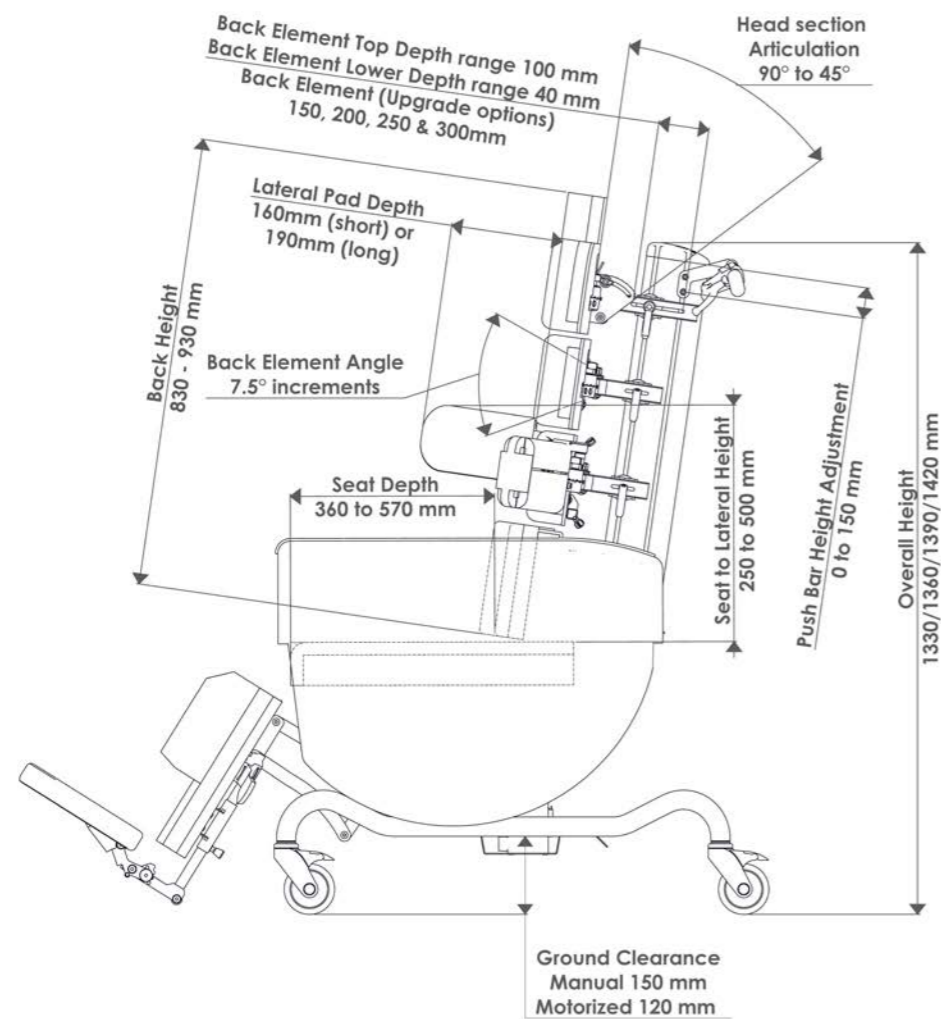 Back Element Top Depth range 100 mm
Back Element Lower Depth range 40 mm
Back Element (Upgrade options)
150, 200, 250 & 300mm
Head section
Articulation
90° to 45°
Lateral Pad Depth
160mm (short) or
190mm (long)
Back Height
830 - 930 mm
Back Element Angle
7.5° increments
Seat Depth
360 to 570 mm
Seat to Lateral Height
250 to 500 mm
Push Bar Height Adjustment
0 to 150 mm
Overall Height
1330/1360/1390/1420 mm
Ground Clearance
Manual 150 mm
Motorized 120 mm